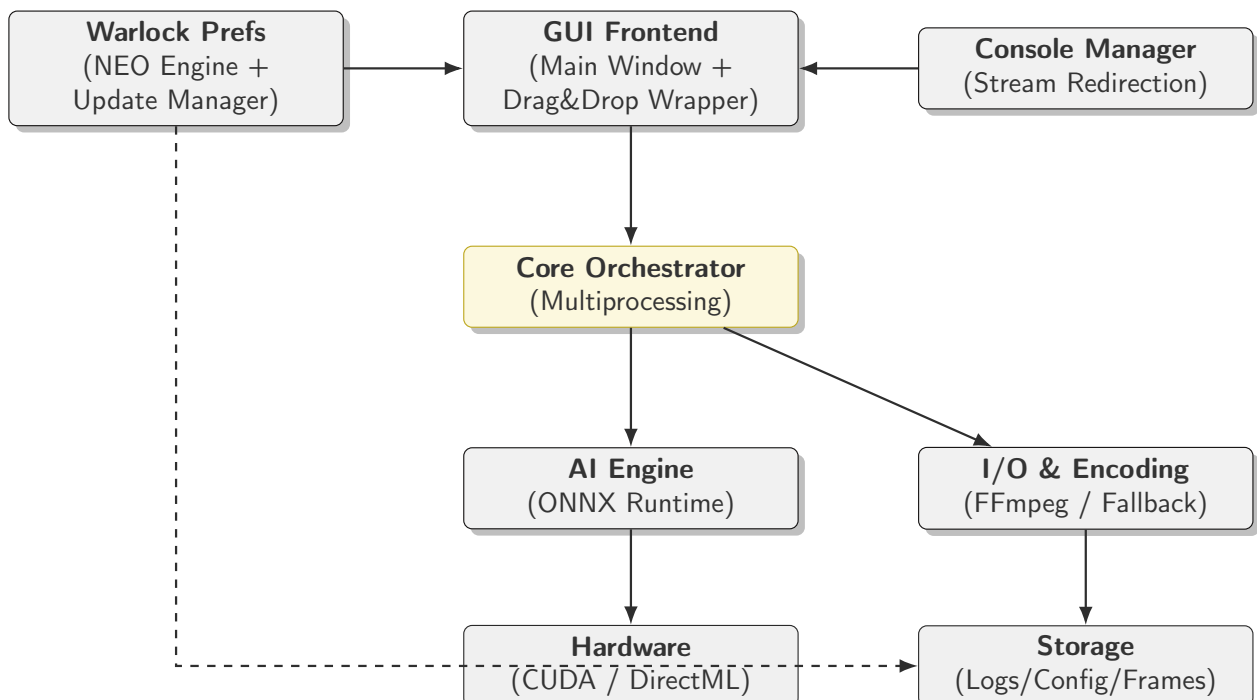 Warlock Prefs
(NEO Engine +
Update Manager)
GUI Frontend
(Main Window +
Drag&Drop Wrapper)
Console Manager
(Stream Redirection)
Core Orchestrator
(Multiprocessing)
AI Engine
(ONNX Runtime)
I/O & Encoding
(FFmpeg / Fallback)
Hardware
(CUDA / DirectML)
Storage
(Logs/Config/Frames)